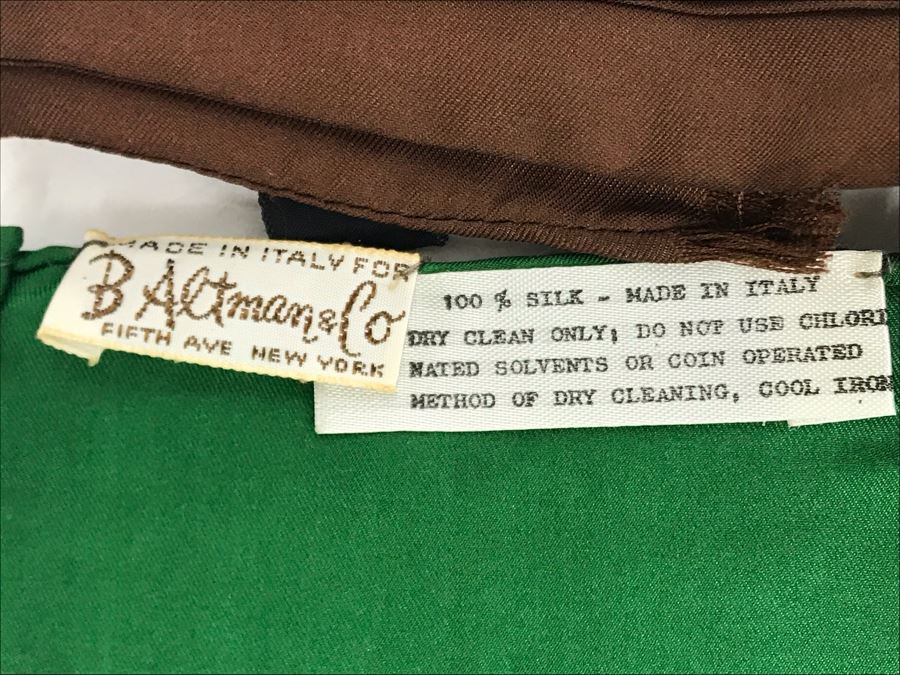 MADE IN ITALY FOR
B Altman & Co
FIFTH AVE NEW YORK
100 % SILK - MADE IN ITALY
DRY CLEAN ONLY; DO NOT USE CHLORI
NATED SOLVENTS OR COIN OPERATED
METHOD OF DRY CLEANING, COOL IRON